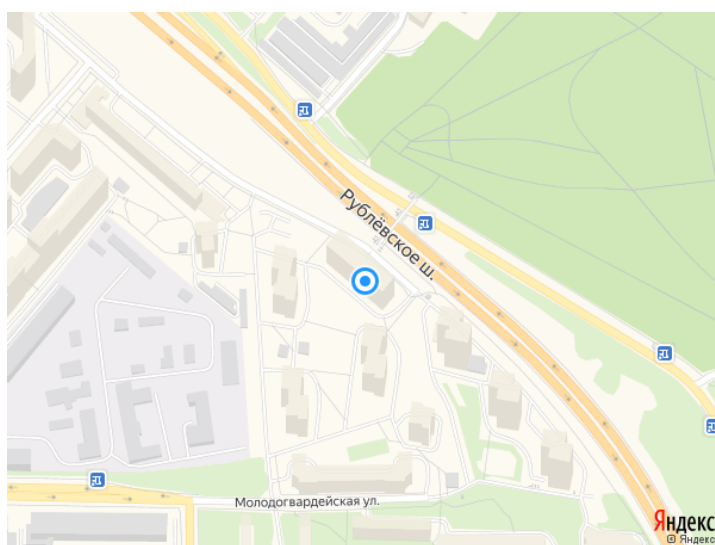 Рублёвское ш.
Молодогвардейская ул.
Яндекс
© Яндекс